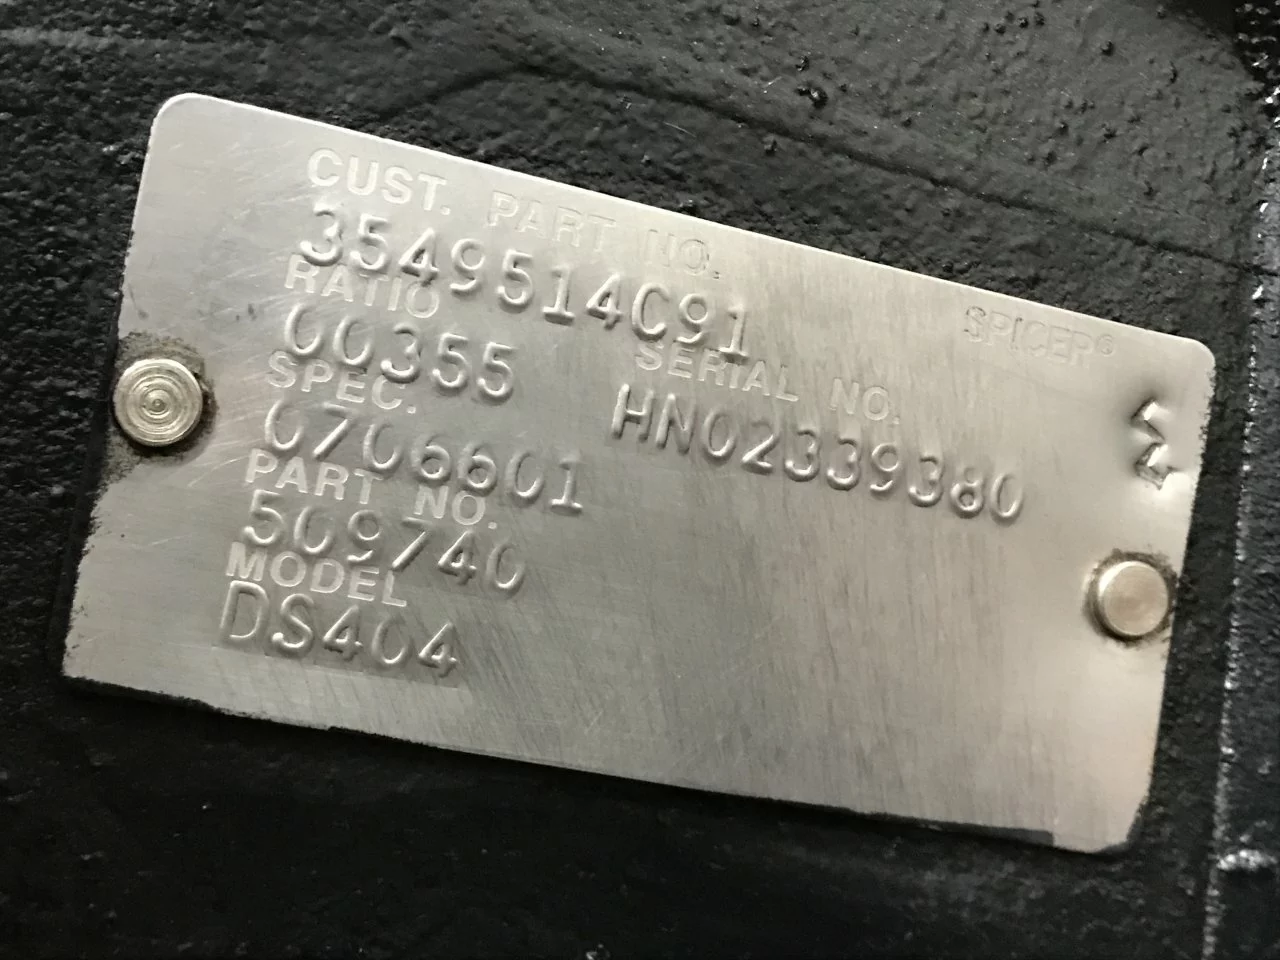 CUST. PART NO.
3549514C91
SPICER®
RATIO
00355
SERIAL NO.
HN02339380
SPEC.
0706601
PART NO.
509740
MODEL
DS404